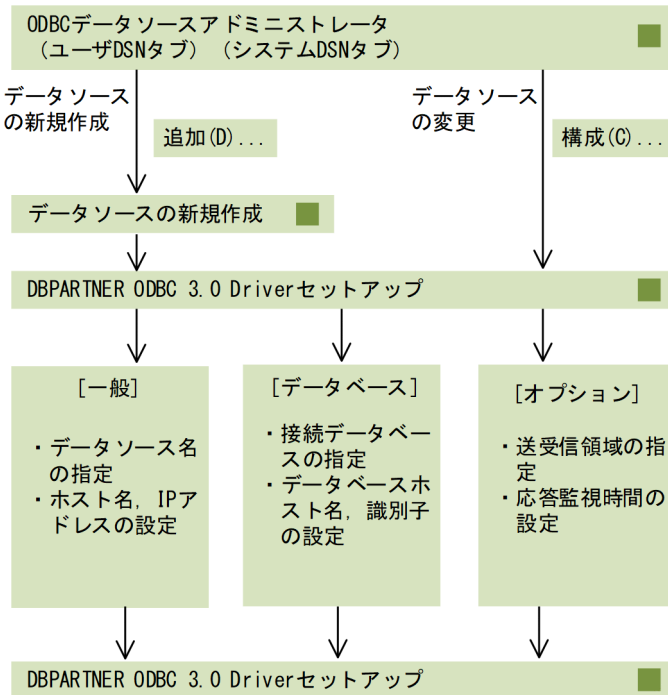 ODBCデータソースアドミニストレータ
（ユーザDSNタブ）（システムDSNタブ）
データソース
の新規作成
追加(D)...
データソース
の変更
構成(C)...
データソースの新規作成
DBPARTNER ODBC 3.0 Driverセットアップ
[一般]
・データソース名
の指定
・ホスト名，IPア
ドレスの設定
[データベース]
・接続データベー
スの指定
・データベースホ
スト名，識別子
の設定
[オプション]
・送受信領域の指
定
・応答監視時間の
設定
DBPARTNER ODBC 3.0 Driverセットアップ